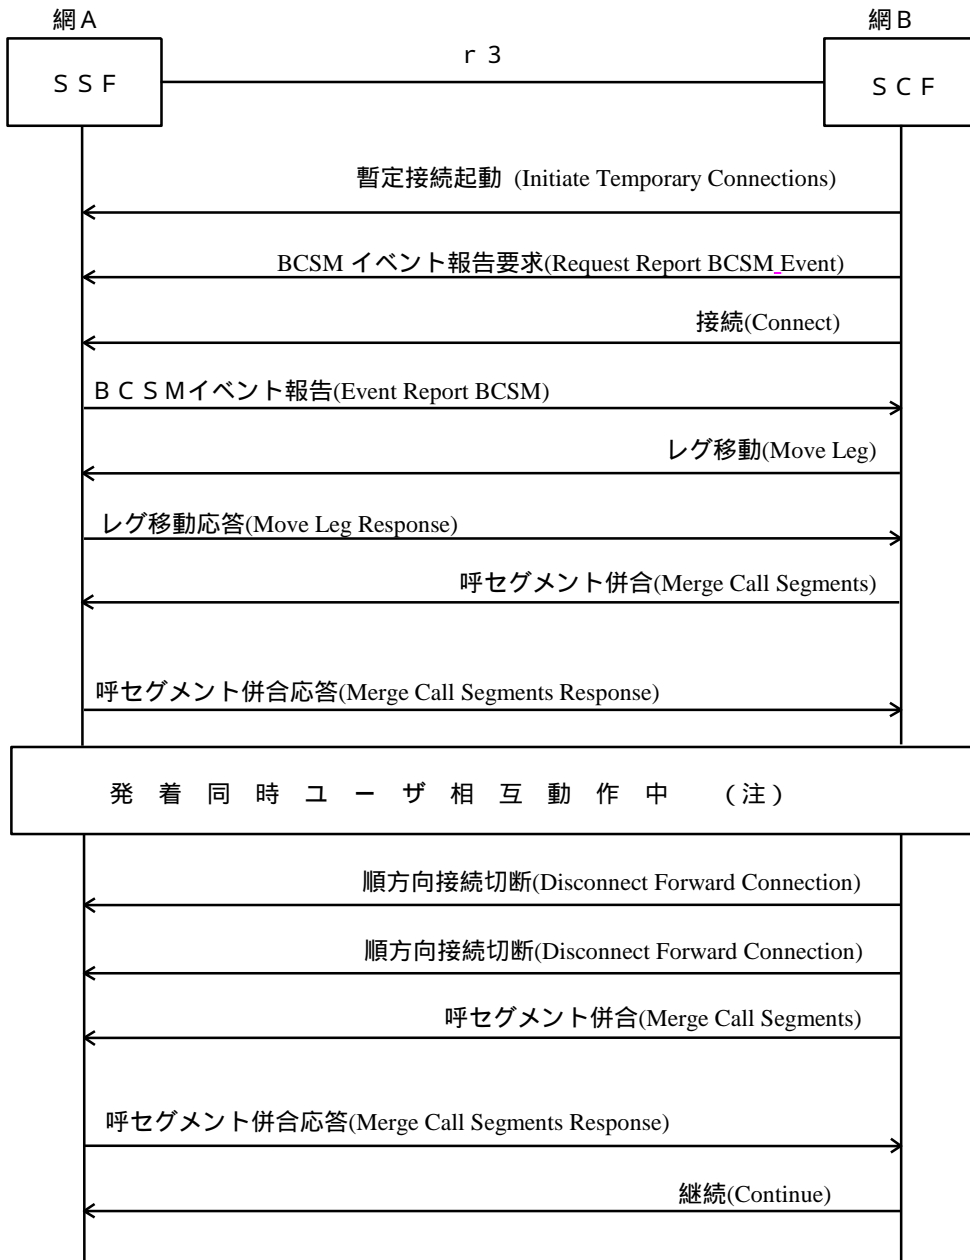 網A 網B
r 3
SSF SCF
暫定接続起動 (Initiate Temporary Connections)
BCSM イベント報告要求(Request Report BCSM_Event)
接続(Connect)
BCSMイベント報告(Event Report BCSM)
レグ移動(Move Leg)
レグ移動応答(Move Leg Response)
呼セグメント併合(Merge Call Segments)
呼セグメント併合応答(Merge Call Segments Response)
発着同時ユーザ相互動作中 (注)
順方向接続切断(Disconnect Forward Connection)
順方向接続切断(Disconnect Forward Connection)
呼セグメント併合(Merge Call Segments)
呼セグメント併合応答(Merge Call Segments Response)
継続(Continue)